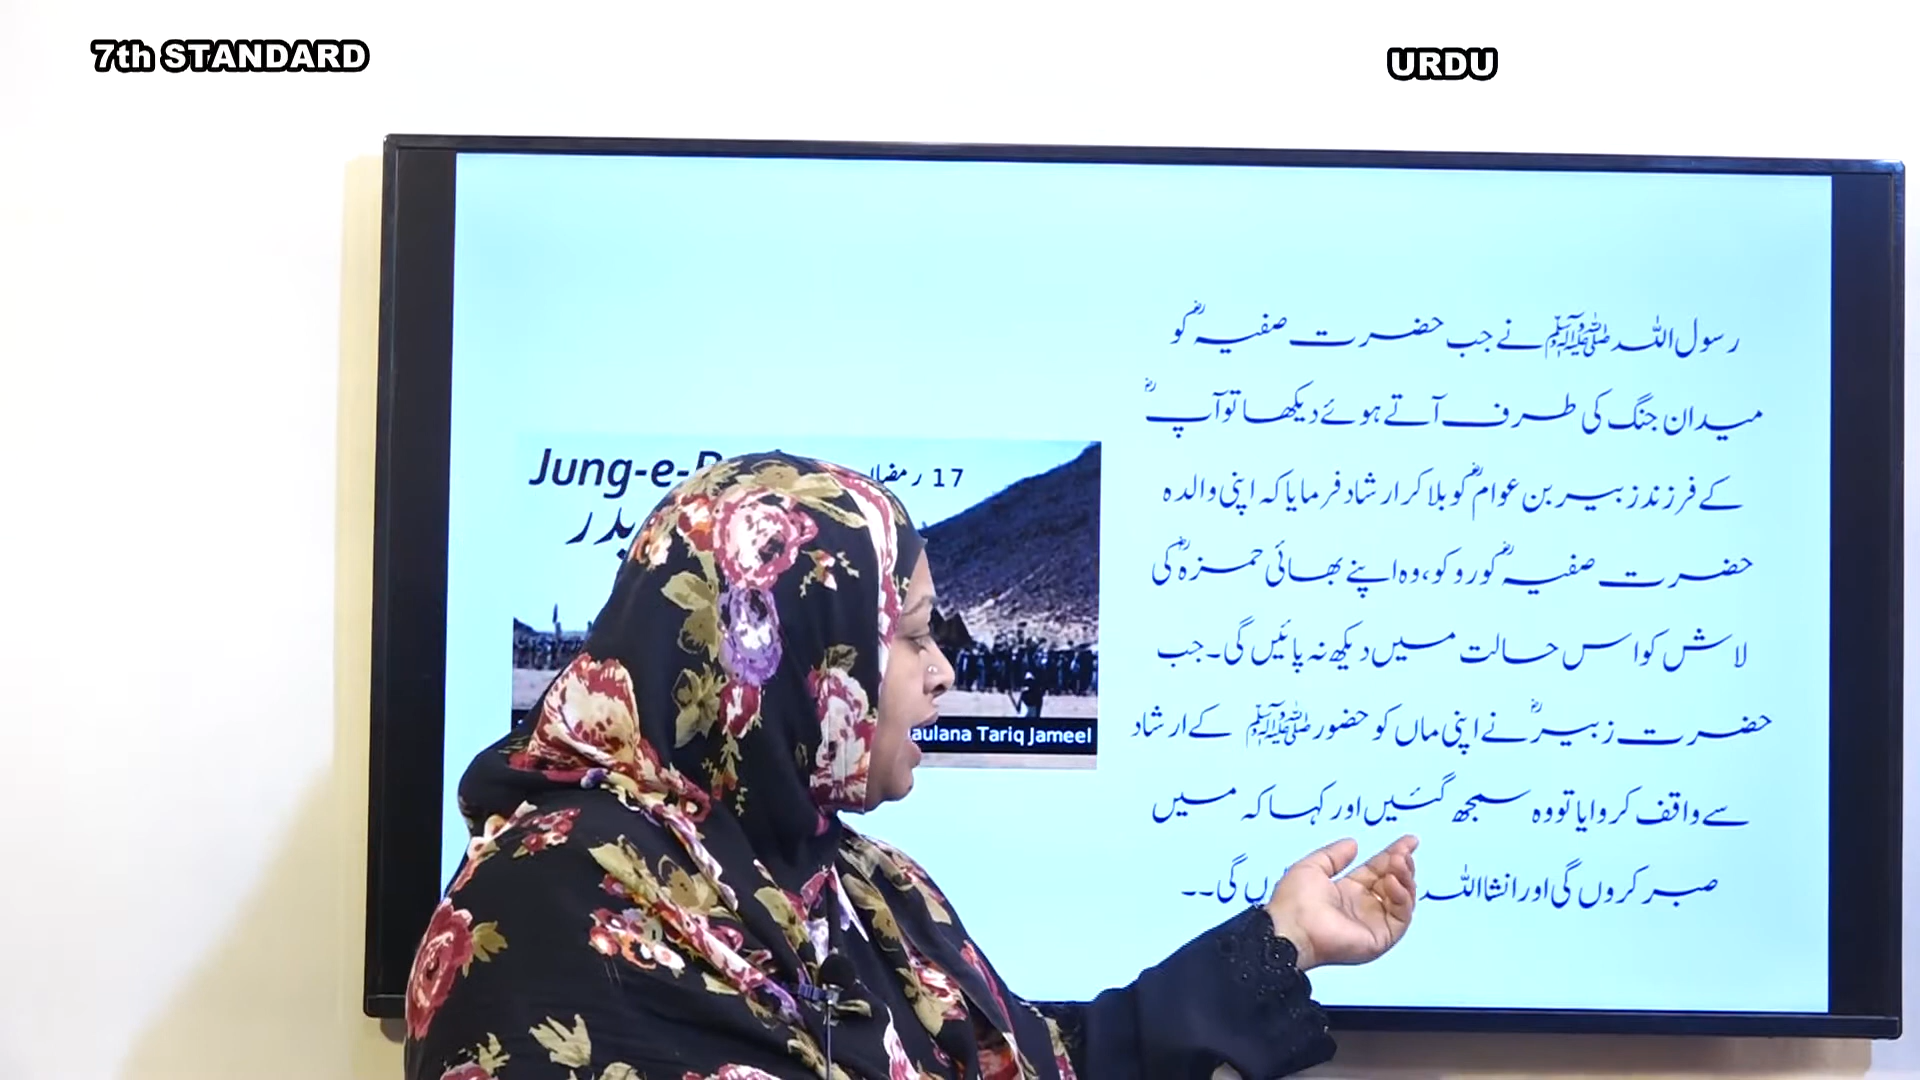 7th STANDARD
URDU
رسول اللہ ﷺ نے جب حضرت صفیہؓ کو
میدان جنگ کی طرف آتے ہوئے دیکھا تو آپؓ
کے فرزند زبیر بن عوامؓ کو بلا کر ارشاد فرمایا کہ اپنی والدہ
حضرت صفیہؓ کو روکو، وہ اپنے بھائی حمزہؓ کی
لاش کو اس حالت میں دیکھ نہ پائیں گی۔ جب
حضرت زبیرؓ نے اپنی ماں کو حضور ﷺ کے ارشاد
سے واقف کروایا تو وہ سمجھ گئیں اور کہا کہ میں
صبر کروں گی اور انشااللہ گی۔۔
Jung-e-
17
بدر
Tariq Jameel